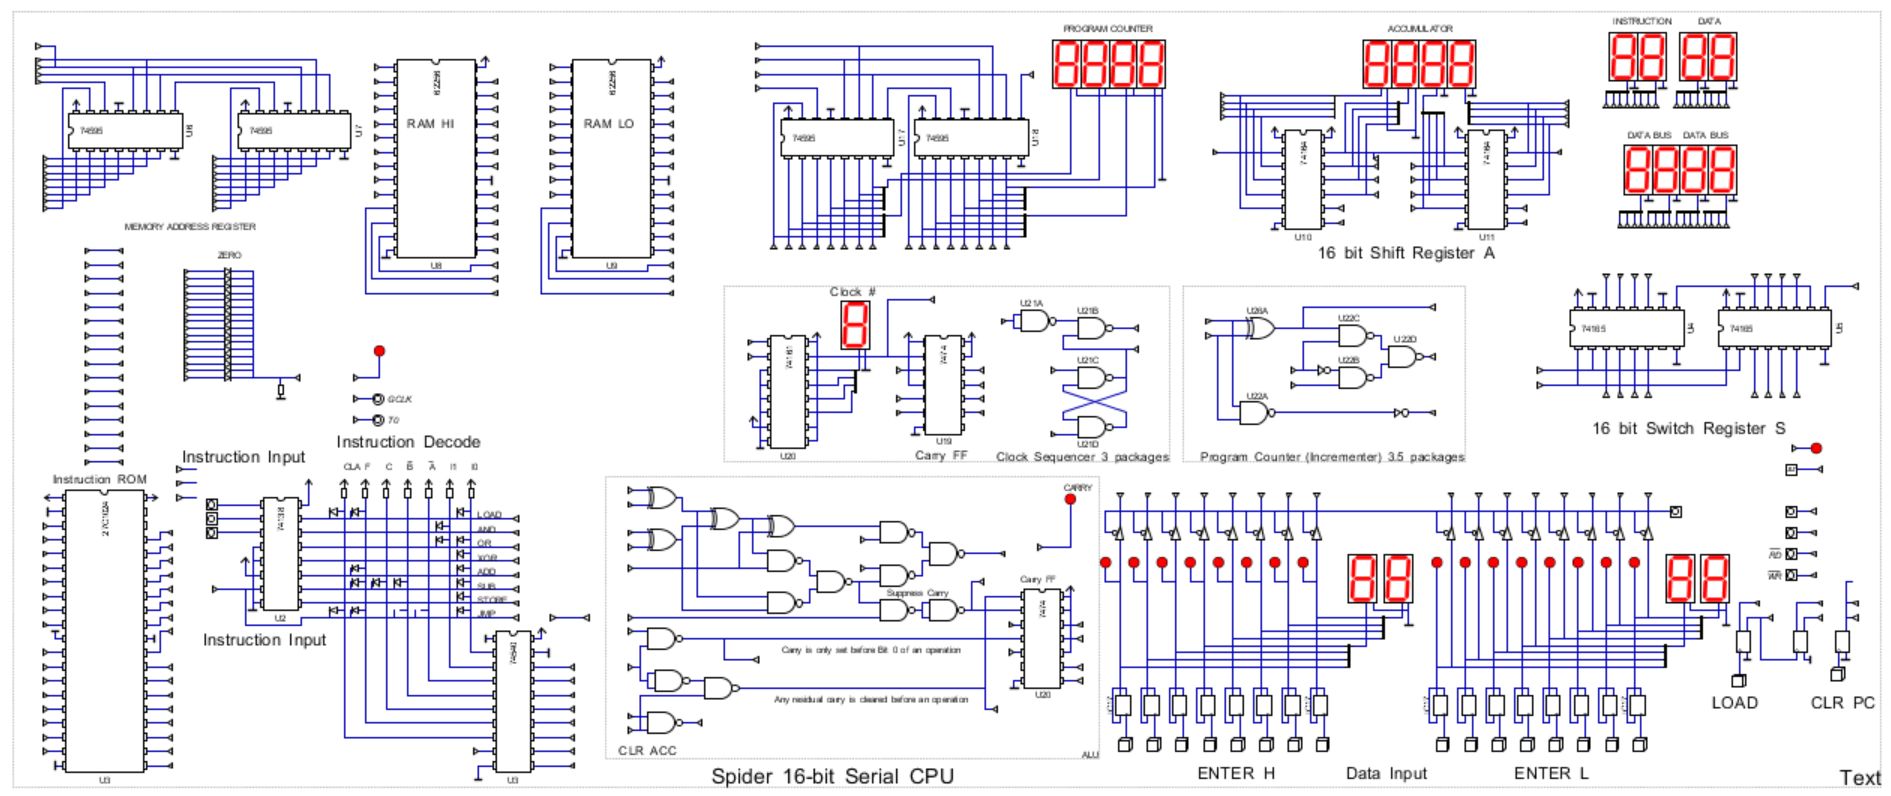 PROGRAM COUNTER
ACCUMULATOR
INSTRUCTION DATA
74595
U6
74595
U7
62256
RAM HI
U8
62256
RAM LO
U9
74595
U17
74595
U18
74164
U10
74164
U11
16 bit Shift Register A
DATA BUS DATA BUS
MEMORY ADDRESS REGISTER
ZERO
Clock #
74161
U20
7474
U19
Carry FF
U21A
U21B
U21C
U21D
Clock Sequencer 3 packages
U26A
U22C
U22D
U22B
U22A
Program Counter (Incrementer) 3.5 packages
74165
U4
74165
U5
16 bit Switch Register S
GCLK
T0
Instruction Decode
Instruction Input
CLA F C B A I1 I0
Instruction ROM
27C1024
U3
74138
U2
LOAD
AND
OR
XOR
ADD
SUB
STORE
JMP
Instruction Input
74540
U3
CARRY
Suppress Carry
Carry FF
7474
U20
Carry is only set before Bit 0 of an operation
Any residual carry is cleared before an operation
CLR ACC
ALU
RD
WR
LOAD
CLR PC
ENTER H
Data Input
ENTER L
Spider 16-bit Serial CPU
Text